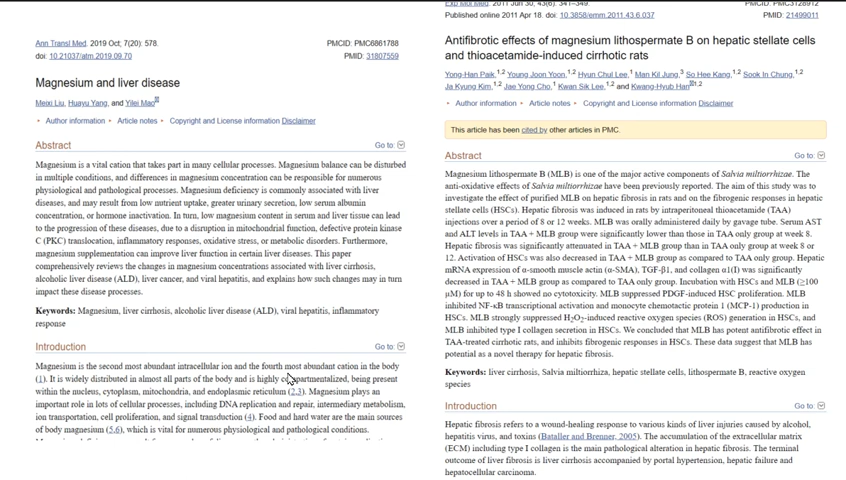 Ann Transl Med. 2019 Oct; 7(20): 578.
PMCID: PMC6861788
doi: 10.21037/atm.2019.09.70
PMID: 31807559
Magnesium and liver disease
Meixi Liu, Huayu Yang, and Yilei Mao
Author information Article notes Copyright and License information Disclaimer
Abstract
Go to:
Magnesium is a vital cation that takes part in many cellular processes. Magnesium balance can be disturbed
in multiple conditions, and differences in magnesium concentration can be responsible for numerous
physiological and pathological processes. Magnesium deficiency is commonly associated with liver
diseases, and may result from low nutrient uptake, greater urinary secretion, low serum albumin
concentration, or hormone inactivation. In turn, low magnesium content in serum and liver tissue can lead
to the progression of these diseases, due to a disruption in mitochondrial function, defective protein kinase
C (PKC) translocation, inflammatory responses, oxidative stress, or metabolic disorders. Furthermore,
magnesium supplementation can improve liver function in certain liver diseases. This paper
comprehensively reviews the changes in magnesium concentrations associated with liver cirrhosis,
alcoholic liver disease (ALD), liver cancer, and viral hepatitis, and explains how such changes may in turn
impact these disease processes.
Keywords: Magnesium, liver cirrhosis, alcoholic liver disease (ALD), viral hepatitis, inflammatory
response
Introduction
Go to:
Magnesium is the second most abundant intracellular ion and the fourth most abundant cation in the body
(1). It is widely distributed in almost all parts of the body and is highly compartmentalized, being present
within the nucleus, cytoplasm, mitochondria, and endoplasmic reticulum (2,3). Magnesium plays an
important role in lots of cellular processes, including DNA replication and repair, intermediary metabolism,
ion transportation, cell proliferation, and signal transduction (4). Food and hard water are the main sources
of body magnesium (5,6), which is vital for numerous physiological and pathological conditions.
Exp Mol Med. 2011 Jun 30; 43(6): 341–349.
PMCID: PMC3128912
Published online 2011 Apr 18. doi: 10.3858/emm.2011.43.6.037
PMID: 21499011
Antifibrotic effects of magnesium lithospermate B on hepatic stellate cells
and thioacetamide-induced cirrhotic rats
Yong-Han Paik,1,2 Young Joon Yoon,1,2 Hyun Chul Lee,1 Man Kil Jung,3 So Hee Kang,1,2 Sook In Chung,1,2
Ja Kyung Kim,1,2 Jae Yong Cho,1 Kwan Sik Lee,1,2 and Kwang-Hyub Han1,2
Author information Article notes Copyright and License information Disclaimer
This article has been cited by other articles in PMC.
Abstract
Go to:
Magnesium lithospermate B (MLB) is one of the major active components of Salvia miltiorrhizae. The
anti-oxidative effects of Salvia miltiorrhizae have been previously reported. The aim of this study was to
investigate the effect of purified MLB on hepatic fibrosis in rats and on the fibrogenic responses in hepatic
stellate cells (HSCs). Hepatic fibrosis was induced in rats by intraperitoneal thioacetamide (TAA)
injections over a period of 8 or 12 weeks. MLB was orally administered daily by gavage tube. Serum AST
and ALT levels in TAA + MLB group were significantly lower than those in TAA only group at week 8.
Hepatic fibrosis was significantly attenuated in TAA + MLB group than in TAA only group at week 8 or
12. Activation of HSCs was also decreased in TAA + MLB group as compared to TAA only group. Hepatic
mRNA expression of α-smooth muscle actin (α-SMA), TGF-β1, and collagen α1(I) was significantly
decreased in TAA + MLB group as compared to TAA only group. Incubation with HSCs and MLB (≥100
µM) for up to 48 h showed no cytotoxicity. MLB suppressed PDGF-induced HSC proliferation. MLB
inhibited NF-κB transcriptional activation and monocyte chemotactic protein 1 (MCP-1) production in
HSCs. MLB strongly suppressed H2O2-induced reactive oxygen species (ROS) generation in HSCs, and
MLB inhibited type I collagen secretion in HSCs. We concluded that MLB has potent antifibrotic effect in
TAA-treated cirrhotic rats, and inhibits fibrogenic responses in HSCs. These data suggest that MLB has
potential as a novel therapy for hepatic fibrosis.
Keywords: liver cirrhosis, Salvia miltiorrhiza, hepatic stellate cells, lithospermate B, reactive oxygen
species
Introduction
Go to:
Hepatic fibrosis refers to a wound-healing response to various kinds of liver injuries caused by alcohol,
hepatitis virus, and toxins (Bataller and Brenner, 2005). The accumulation of the extracellular matrix
(ECM) including type I collagen is the main pathological alteration in hepatic fibrosis. The terminal
outcome of liver fibrosis is liver cirrhosis accompanied by portal hypertension, hepatic failure and
hepatocellular carcinoma.